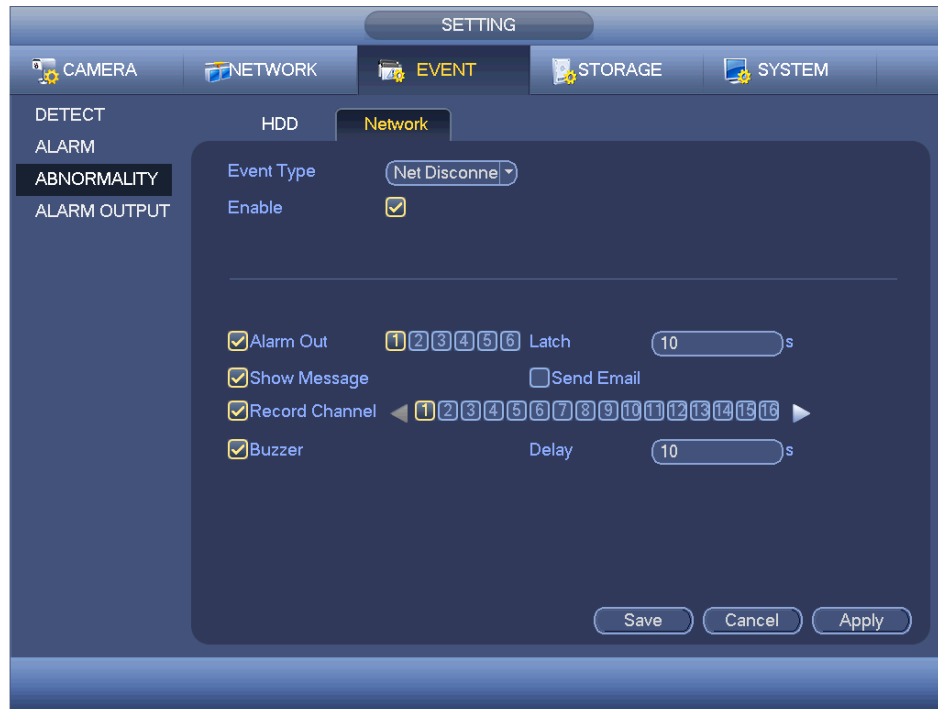 SETTING
CAMERA NETWORK EVENT STORAGE SYSTEM
DETECT
ALARM
ABNORMALITY
ALARM OUTPUT
HDD Network
Event Type Net Disconne
Enable
Alarm Out 1 2 3 4 5 6 Latch 10 s
Show Message Send Email
Record Channel 1 2 3 4 5 6 7 8 9 10 11 12 13 14 15 16
Buzzer Delay 10 s
Save Cancel Apply